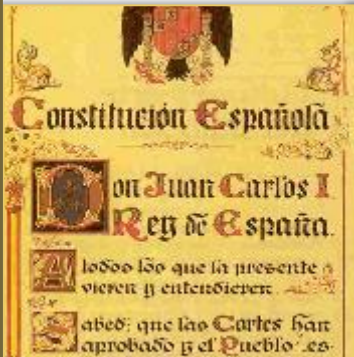 Constitución Española
Don Juan Carlos I
Rey de España.
A todos los que la presente
vieren y entendieren.
Sabed: que las Cortes han
aprobado y el Pueblo es-